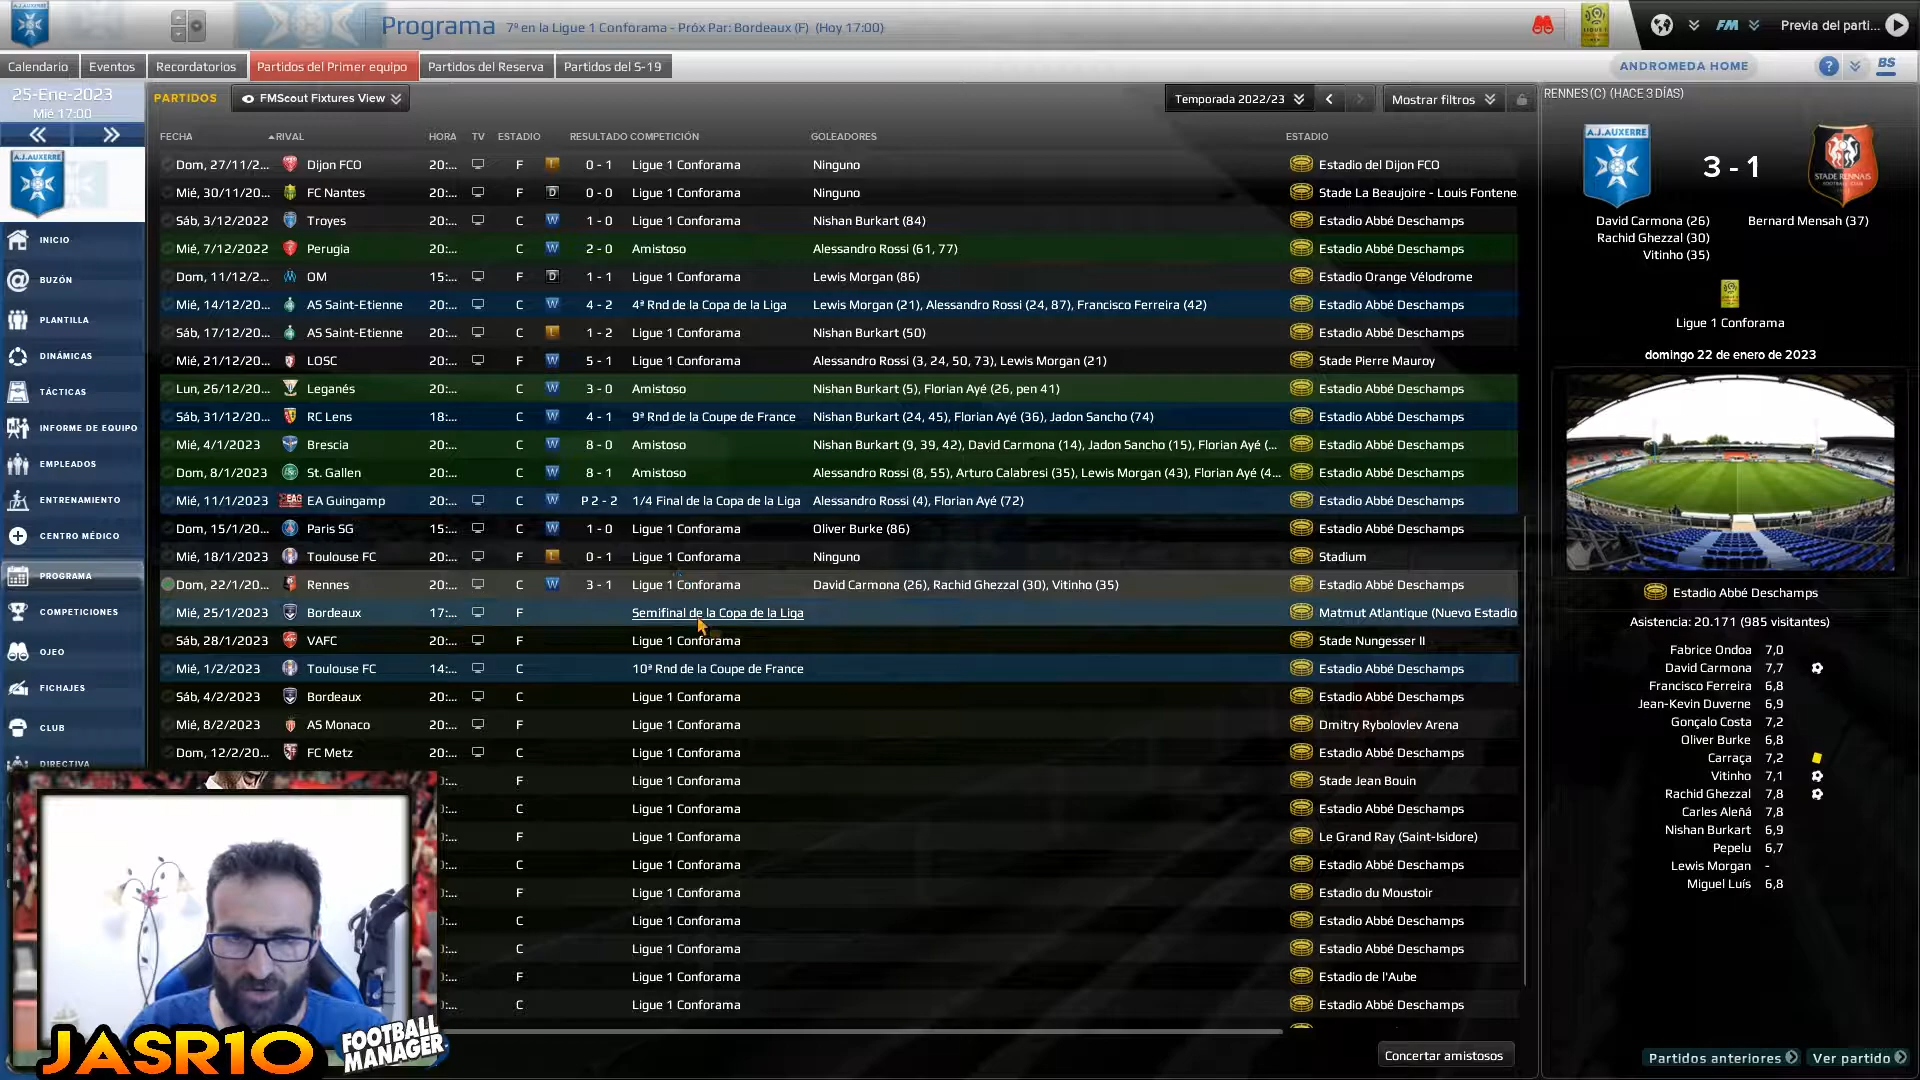 Programa 7º en la Ligue 1 Conforama - Próx Par: Bordeaux (F) (Hoy 17:00)
FM Previa del parti...
Calendario Eventos Recordatorios Partidos del Primer equipo Partidos del Reserva Partidos del S-19
ANDROMEDA HOME ? BS
25-Ene-2023
Mié 17:00
PARTIDOS FMScout Fixtures View Temporada 2022/23 Mostrar filtros
FECHA RIVAL HORA TV ESTADIO RESULTADO COMPETICIÓN GOLEADORES ESTADIO
Dom, 27/11/2... Dijon FCO 20:... F L 0 - 1 Ligue 1 Conforama Ninguno Estadio del Dijon FCO
Mié, 30/11/20... FC Nantes 20:... F D 0 - 0 Ligue 1 Conforama Ninguno Stade La Beaujoire - Louis Fontene
Sáb, 3/12/2022 Troyes 20:... C W 1 - 0 Ligue 1 Conforama Nishan Burkart (84) Estadio Abbé Deschamps
Mié, 7/12/2022 Perugia 20:... C W 2 - 0 Amistoso Alessandro Rossi (61, 77) Estadio Abbé Deschamps
Dom, 11/12/2... OM 15:... F D 1 - 1 Ligue 1 Conforama Lewis Morgan (86) Estadio Orange Vélodrome
Mié, 14/12/20... AS Saint-Etienne 20:... C W 4 - 2 4ª Rnd de la Copa de la Liga Lewis Morgan (21), Alessandro Rossi (24, 87), Francisco Ferreira (42) Estadio Abbé Deschamps
Sáb, 17/12/20... AS Saint-Etienne 20:... C L 1 - 2 Ligue 1 Conforama Nishan Burkart (50) Estadio Abbé Deschamps
Mié, 21/12/20... LOSC 20:... F W 5 - 1 Ligue 1 Conforama Alessandro Rossi (3, 24, 50, 73), Lewis Morgan (21) Stade Pierre Mauroy
Lun, 26/12/20... Leganés 20:... C W 3 - 0 Amistoso Nishan Burkart (5), Florian Ayé (26, pen 41) Estadio Abbé Deschamps
Sáb, 31/12/20... RC Lens 18:... C W 4 - 1 9ª Rnd de la Coupe de France Nishan Burkart (24, 45), Florian Ayé (36), Jadon Sancho (74) Estadio Abbé Deschamps
Mié, 4/1/2023 Brescia 20:... C W 8 - 0 Amistoso Nishan Burkart (9, 39, 42), David Carmona (14), Jadon Sancho (15), Florian Ayé (... Estadio Abbé Deschamps
Dom, 8/1/2023 St. Gallen 20:... C W 8 - 1 Amistoso Alessandro Rossi (8, 55), Arturo Calabresi (35), Lewis Morgan (43), Florian Ayé (4... Estadio Abbé Deschamps
Mié, 11/1/2023 EA Guingamp 20:... C W P 2 - 2 1/4 Final de la Copa de la Liga Alessandro Rossi (4), Florian Ayé (72) Estadio Abbé Deschamps
Dom, 15/1/20... Paris SG 15:... C W 1 - 0 Ligue 1 Conforama Oliver Burke (86) Estadio Abbé Deschamps
Mié, 18/1/2023 Toulouse FC 20:... F L 0 - 1 Ligue 1 Conforama Ninguno Stadium
Dom, 22/1/20... Rennes 20:... C W 3 - 1 Ligue 1 Conforama David Carmona (26), Rachid Ghezzal (30), Vitinho (35) Estadio Abbé Deschamps
Mié, 25/1/2023 Bordeaux 17:... F Semifinal de la Copa de la Liga Matmut Atlantique (Nuevo Estadio
Sáb, 28/1/2023 VAFC 20:... F Ligue 1 Conforama Stade Nungesser II
Mié, 1/2/2023 Toulouse FC 14:... C 10ª Rnd de la Coupe de France Estadio Abbé Deschamps
Sáb, 4/2/2023 Bordeaux 20:... C Ligue 1 Conforama Estadio Abbé Deschamps
Mié, 8/2/2023 AS Monaco 20:... F Ligue 1 Conforama Dmitry Rybolovlev Arena
Dom, 12/2/20... FC Metz 20:... C Ligue 1 Conforama Estadio Abbé Deschamps
F Ligue 1 Conforama Stade Jean Bouin
C Ligue 1 Conforama Estadio Abbé Deschamps
F Ligue 1 Conforama Le Grand Ray (Saint-Isidore)
C Ligue 1 Conforama Estadio Abbé Deschamps
F Ligue 1 Conforama Estadio du Moustoir
C Ligue 1 Conforama Estadio Abbé Deschamps
C Ligue 1 Conforama Estadio Abbé Deschamps
F Ligue 1 Conforama Estadio de l'Aube
C Ligue 1 Conforama Estadio Abbé Deschamps
Concertar amistosos
A.J.AUXERRE
INICIO
BUZÓN
PLANTILLA
DINÁMICAS
TÁCTICAS
INFORME DE EQUIPO
EMPLEADOS
ENTRENAMIENTO
CENTRO MÉDICO
PROGRAMA
COMPETICIONES
OJEO
FICHAJES
CLUB
DIRECTIVA
JASR10 FOOTBALL
MANAGER
RENNES (C) (HACE 3 DÍAS)
A.J.AUXERRE 3 - 1 STADE RENNAIS
David Carmona (26) Bernard Mensah (37)
Rachid Ghezzal (30)
Vitinho (35)
Ligue 1 Conforama
domingo 22 de enero de 2023
Estadio Abbé Deschamps
Asistencia: 20.171 (985 visitantes)
Fabrice Ondoa 7,0
David Carmona 7,7
Francisco Ferreira 6,8
Jean-Kevin Duverne 6,9
Gonçalo Costa 7,2
Oliver Burke 6,8
Carraça 7,2
Vitinho 7,1
Rachid Ghezzal 7,8
Carles Aleñá 7,8
Nishan Burkart 6,9
Pepelu 6,7
Lewis Morgan -
Miguel Luís 6,8
Partidos anteriores Ver partido